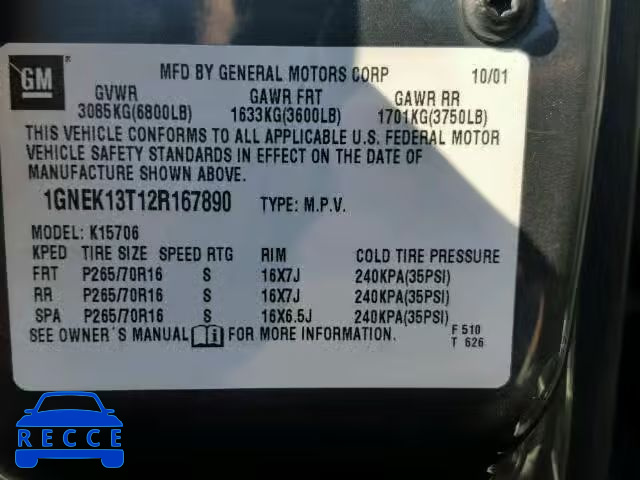 GM
MFD BY GENERAL MOTORS CORP 10/01
GVWR GAWR FRT GAWR RR
3085KG(6800LB) 1633KG(3600LB) 1701KG(3750LB)
THIS VEHICLE CONFORMS TO ALL APPLICABLE U.S. FEDERAL MOTOR
VEHICLE SAFETY STANDARDS IN EFFECT ON THE DATE OF
MANUFACTURE SHOWN ABOVE.
1GNEK13T12R167890 TYPE: M.P.V.
MODEL: K15706
KPED TIRE SIZE SPEED RTG RIM COLD TIRE PRESSURE
FRT P265/70R16 S 16X7J 240KPA(35PSI)
RR P265/70R16 S 16X7J 240KPA(35PSI)
SPA P265/70R16 S 16X6.5J 240KPA(35PSI)
SEE OWNER'S MANUAL i FOR MORE INFORMATION.
F 510
T 626
RECCE